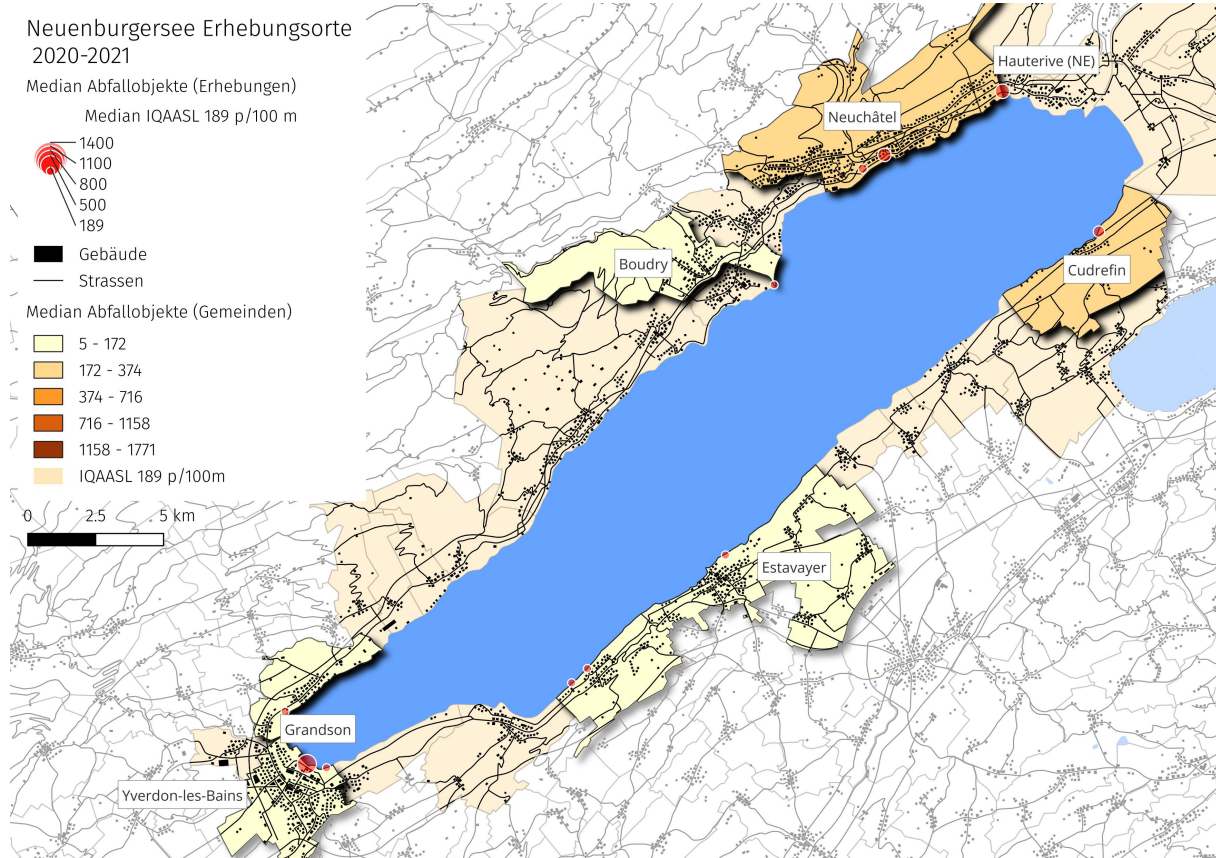 Neuenburgersee Erhebungsorte
2020-2021
Median Abfallobjekte (Erhebungen)
Median IQAASL 189 p/100 m
1400
1100
800
500
189
Gebäude
Strassen
Median Abfallobjekte (Gemeinden)
5 - 172
172 - 374
374 - 716
716 - 1158
1158 - 1771
IQAASL 189 p/100m
0 2.5 5 km
Hauterive (NE)
Neuchâtel
Boudry
Cudrefin
Estavayer
Grandson
Yverdon-les-Bains